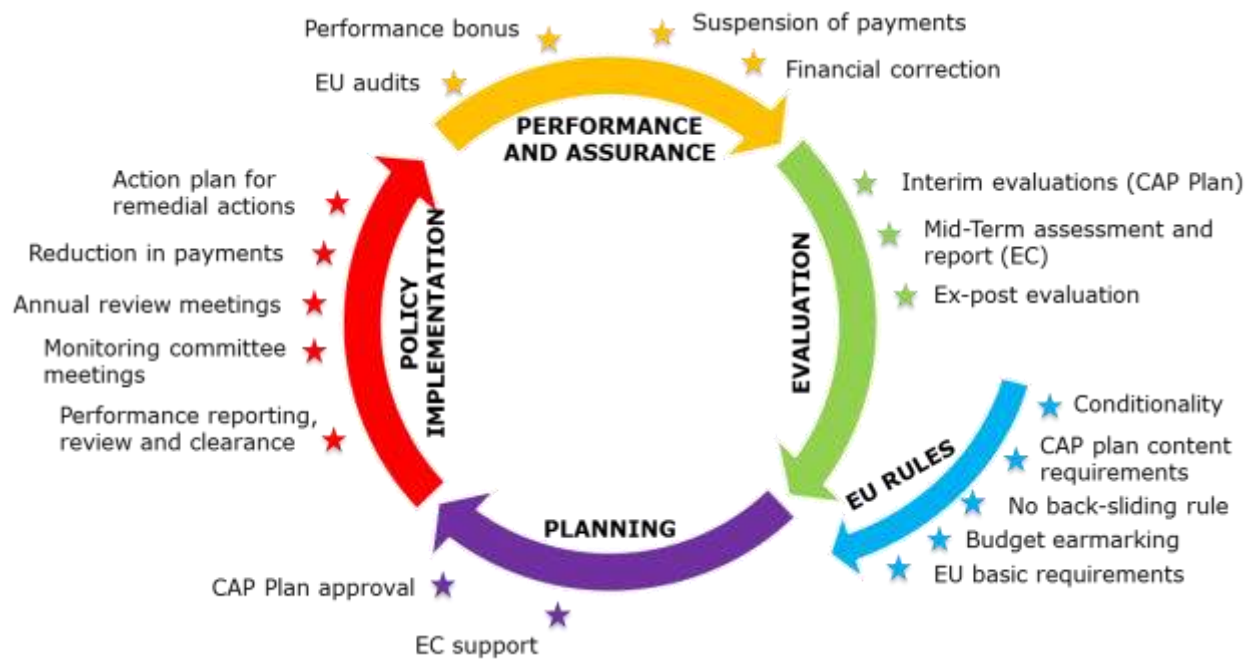 Performance bonus
Suspension of payments
EU audits
Financial correction
PERFORMANCE
AND ASSURANCE
Action plan for
remedial actions
Reduction in payments
Annual review meetings
Monitoring committee
meetings
Performance reporting,
review and clearance
POLICY
IMPLEMENTATION
Interim evaluations (CAP Plan)
Mid-Term assessment and
report (EC)
Ex-post evaluation
EVALUATION
EU RULES
Conditionality
CAP plan content
requirements
No back-sliding rule
Budget earmarking
EU basic requirements
PLANNING
CAP Plan approval
EC support